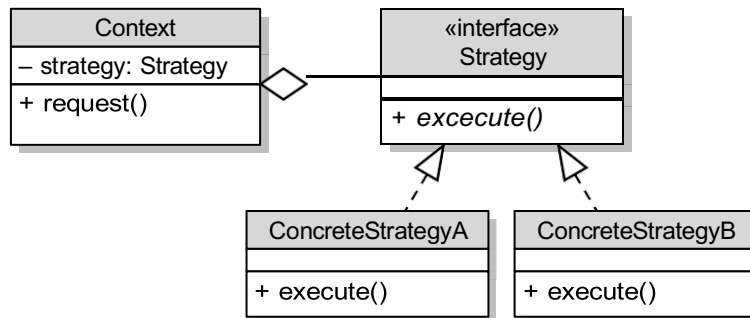 Context
– strategy: Strategy
+ request()
«interface»
Strategy
+ excecute()
ConcreteStrategyA
+ execute()
ConcreteStrategyB
+ execute()